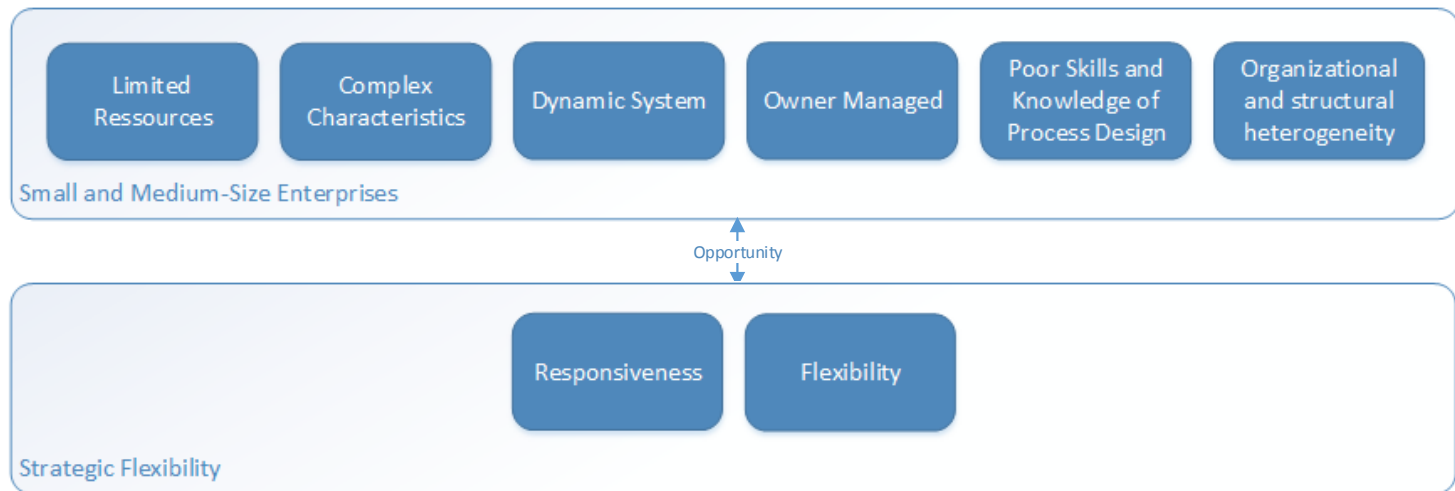 Limited
Ressources
Complex
Characteristics
Dynamic System
Owner Managed
Poor Skills and
Knowledge of
Process Design
Organizational
and structural
heterogeneity
Small and Medium-Size Enterprises
Opportunity
Responsiveness
Flexibility
Strategic Flexibility